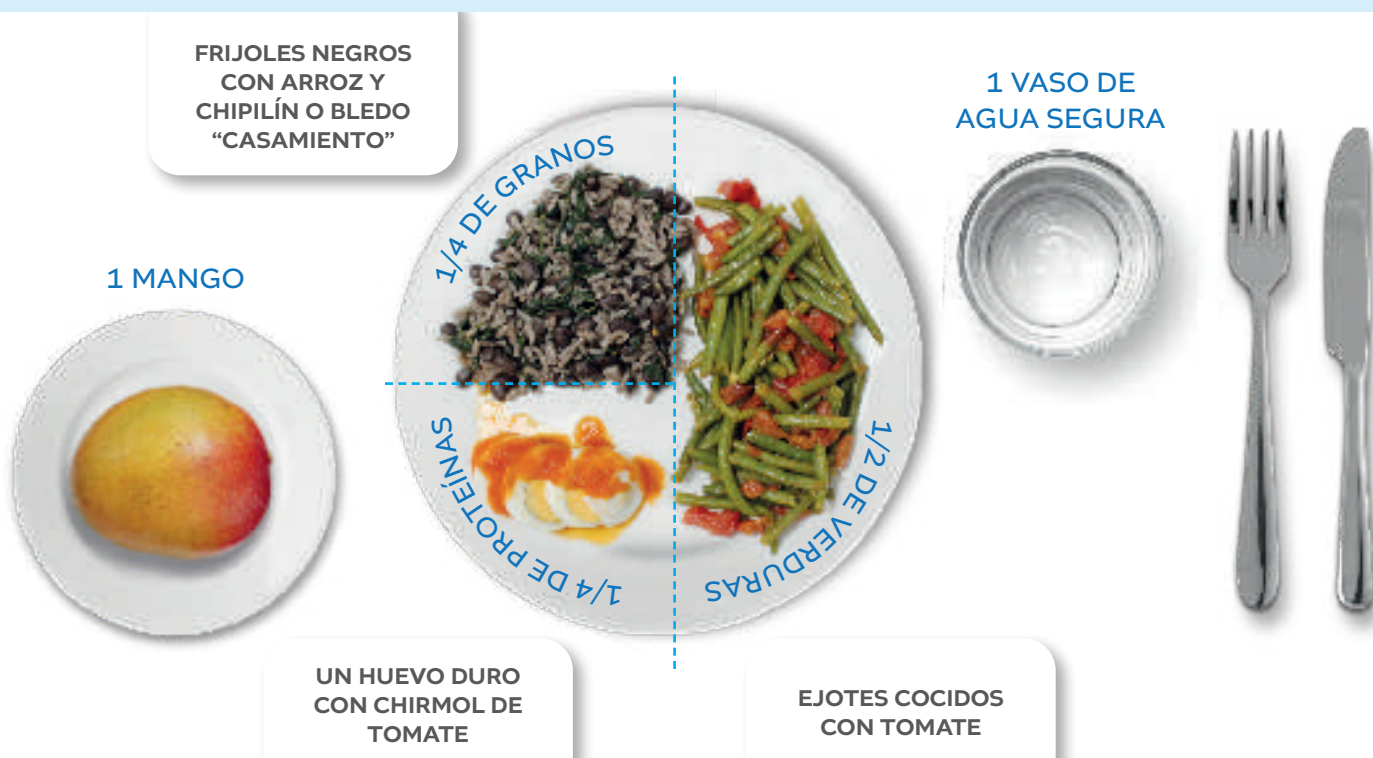 FRIJOLES NEGROS
CON ARROZ Y
CHIPILÍN O BLEDO
“CASAMIENTO”
1 MANGO
1/4 DE GRANOS
1/4 DE PROTEÍNAS
1/2 DE VERDURAS
1 VASO DE
AGUA SEGURA
UN HUEVO DURO
CON CHIRMOL DE
TOMATE
EJOTES COCIDOS
CON TOMATE